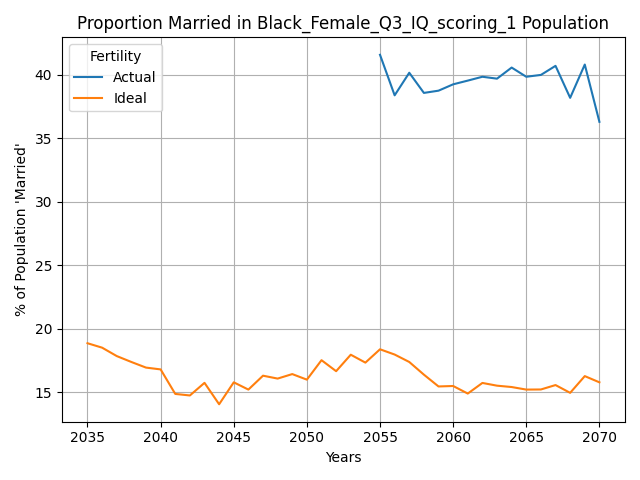 Proportion Married in Black_Female_Q3_IQ_scoring_1 Population
Fertility
Actual
Ideal
% of Population 'Married'
40
35
30
25
20
15
2035
2040
2045
2050
2055
2060
2065
2070
Years